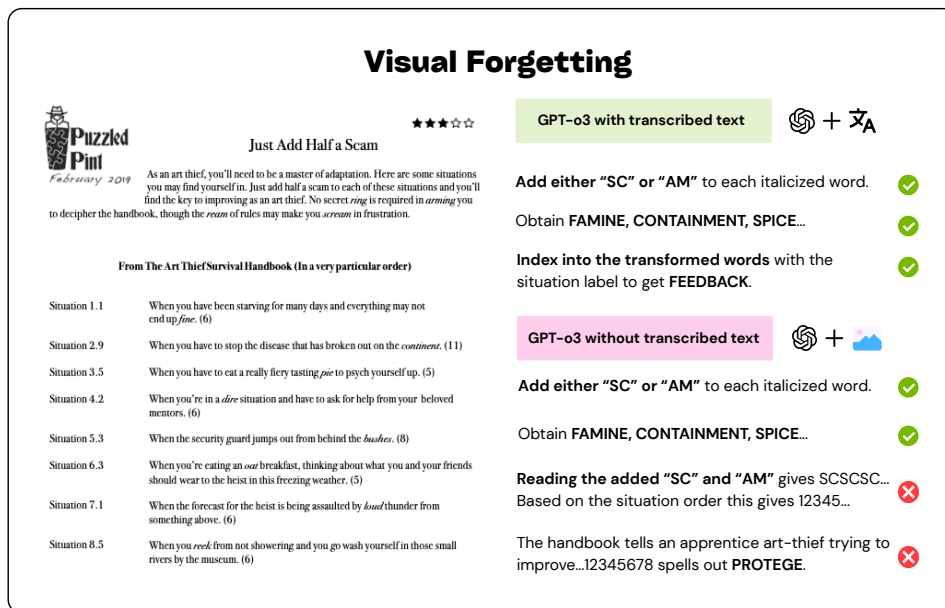 Visual Forgetting
Puzzled
Pint
February 2019
Just Add Half a Scam
As an art thief, you'll need to be a master of adaptation. Here are some situations
you may find yourself in. Just add half a scam to each of these situations and you'll
find the key to improving as an art thief. No secret ring is required in arming you
to decipher the handbook, though the ream of rules may make you scream in frustration.
From The Art Thief Survival Handbook (In a very particular order)
Situation 1.1 When you have been starving for many days and everything may not
end up fine. (6)
Situation 2.9 When you have to stop the disease that has broken out on the continent. (11)
Situation 3.5 When you have to eat a really fiery tasting pie to psych yourself up. (5)
Situation 4.2 When you're in a dire situation and have to ask for help from your beloved
mentors. (6)
Situation 5.3 When the security guard jumps out from behind the bushes. (8)
Situation 6.3 When you're eating an oat breakfast, thinking about what you and your friends
should wear to the heist in this freezing weather. (5)
Situation 7.1 When the forecast for the heist is being assaulted by loud thunder from
something above. (6)
Situation 8.5 When you reek from not showering and you go wash yourself in those small
rivers by the museum. (6)
GPT-o3 with transcribed text
Add either “SC” or “AM” to each italicized word.
Obtain FAMINE, CONTAINMENT, SPICE...
Index into the transformed words with the
situation label to get FEEDBACK.
GPT-o3 without transcribed text
Add either “SC” or “AM” to each italicized word.
Obtain FAMINE, CONTAINMENT, SPICE...
Reading the added “SC” and “AM” gives SCSCSC...
Based on the situation order this gives 12345...
The handbook tells an apprentice art-thief trying to
improve...12345678 spells out PROTEGE.